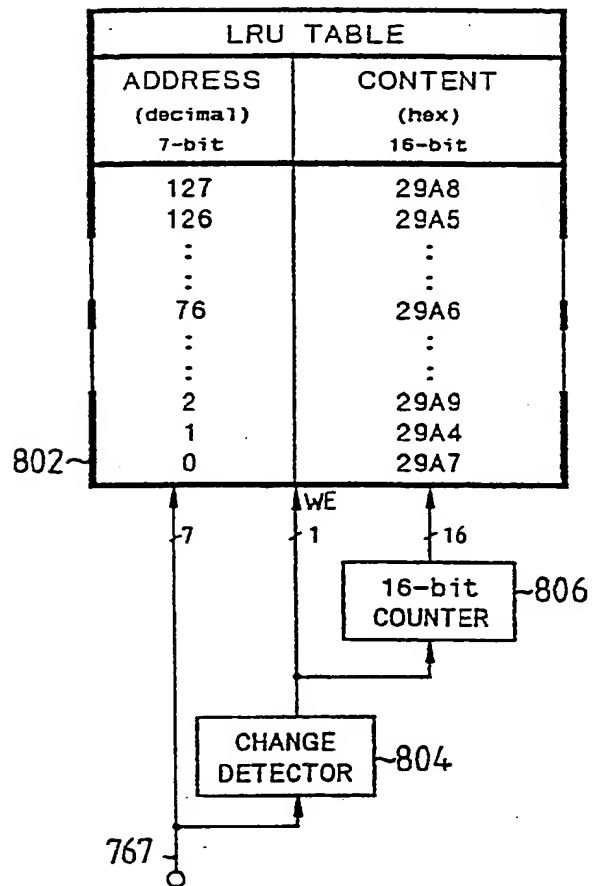 LRU TABLE
ADDRESS CONTENT
(decimal) (hex)
7-bit 16-bit
127 29A8
126 29A5
: :
: :
76 29A6
: :
: :
2 29A9
1 29A4
802 0 29A7
WE
7 1 16
16-bit
COUNTER 806
CHANGE
DETECTOR 804
767